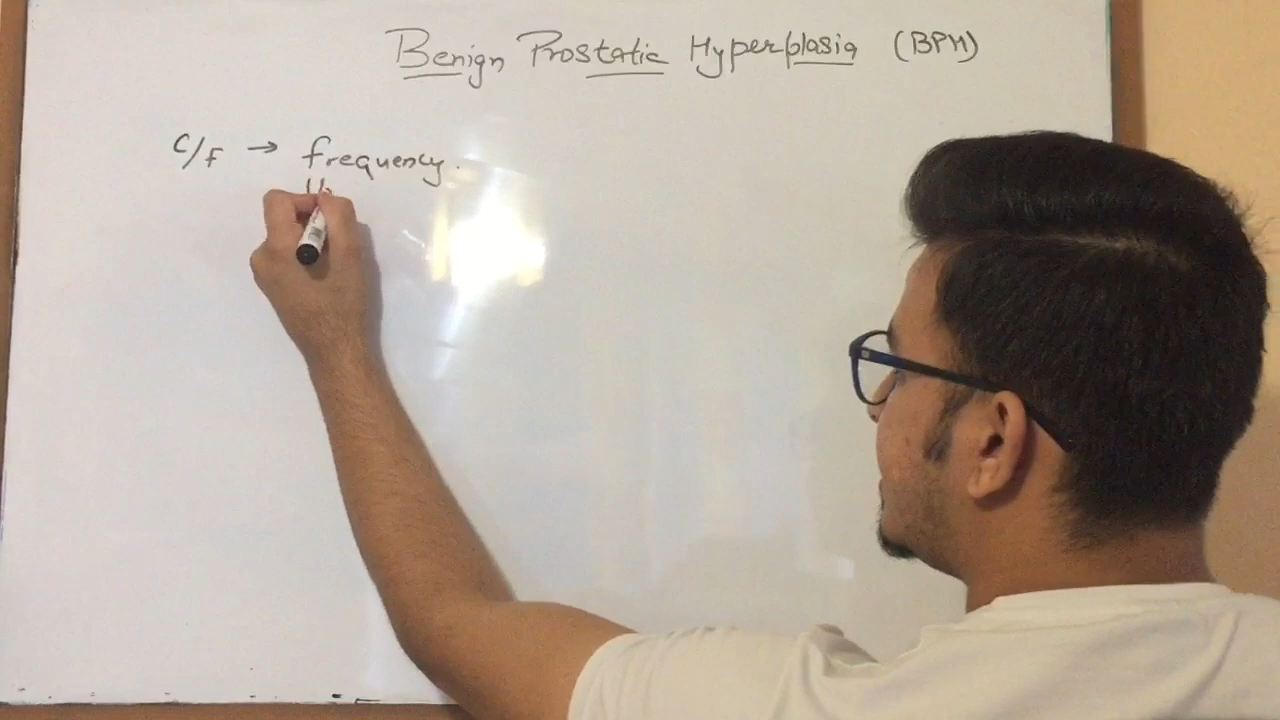 Benign Prostatic Hyperplasia (BPH)
C/F → frequency.